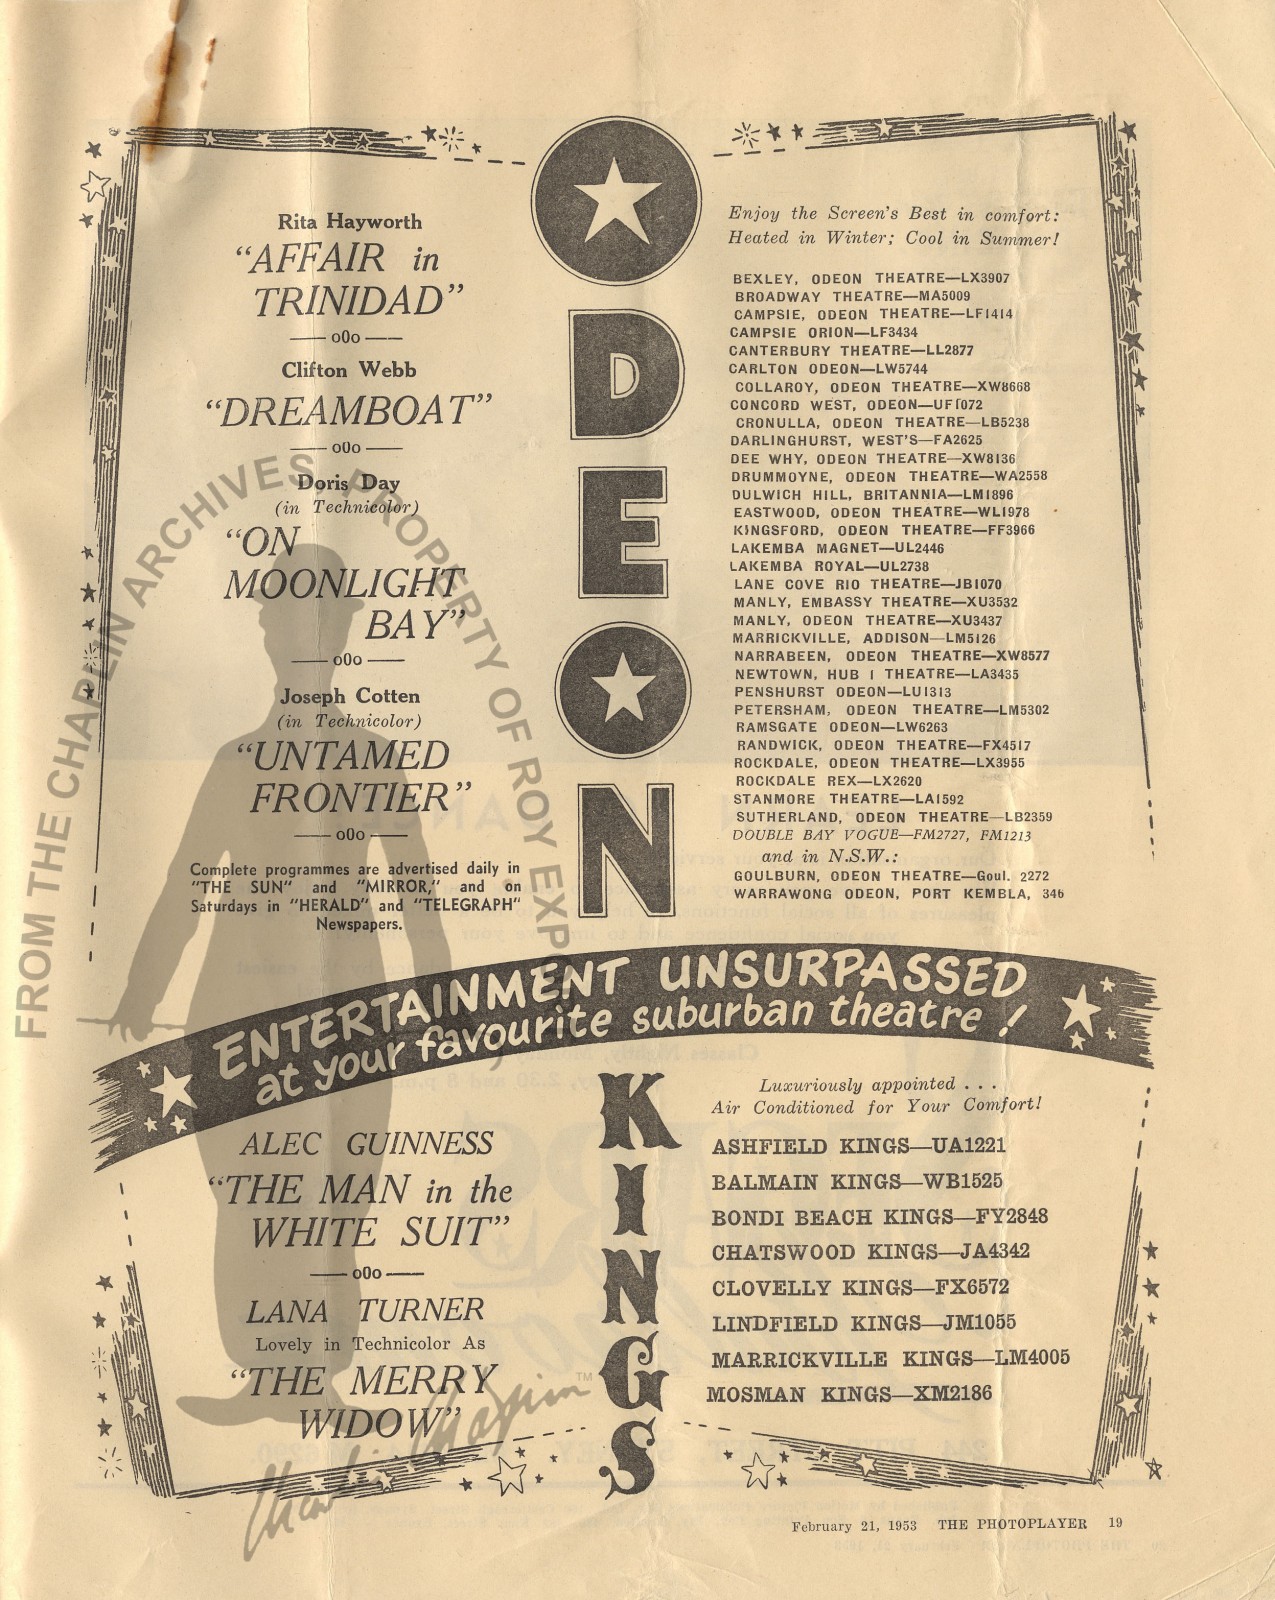 ODEON
Rita Hayworth
"AFFAIR in
TRINIDAD"
oOo
Clifton Webb
"DREAMBOAT"
oOo
Doris Day
(in Technicolor)
"ON
MOONLIGHT
BAY"
oOo
Joseph Cotten
(in Technicolor)
"UNTAMED
FRONTIER"
oOo
Complete programmes are advertised daily in
"THE SUN" and "MIRROR," and on
Saturdays in "HERALD" and "TELEGRAPH"
Newspapers.
Enjoy the Screen's Best in comfort:
Heated in Winter; Cool in Summer!
BEXLEY, ODEON THEATRE—LX3907
BROADWAY THEATRE—MA5009
CAMPSIE, ODEON THEATRE—LF1414
CAMPSIE ORION—LF3434
CANTERBURY THEATRE—LL2877
CARLTON ODEON—LW5744
COLLAROY, ODEON THEATRE—XW8668
CONCORD WEST, ODEON—UF1072
CRONULLA, ODEON THEATRE—LB5238
DARLINGHURST, WEST'S—FA2625
DEE WHY, ODEON THEATRE—XW8136
DRUMMOYNE, ODEON THEATRE—WA2558
DULWICH HILL, BRITANNIA—LM1896
EASTWOOD, ODEON THEATRE—WL1978
KINGSFORD, ODEON THEATRE—FF3966
LAKEMBA MAGNET—UL2446
LAKEMBA ROYAL—UL2738
LANE COVE RIO THEATRE—JB1070
MANLY, EMBASSY THEATRE—XU3532
MANLY, ODEON THEATRE—XU3437
MARRICKVILLE, ADDISON—LM5126
NARRABEEN, ODEON THEATRE—XW8577
NEWTOWN, HUB 1 THEATRE—LA3435
PENSHURST ODEON—LU1313
PETERSHAM, ODEON THEATRE—LM5302
RAMSGATE ODEON—LW6263
RANDWICK, ODEON THEATRE—FX4517
ROCKDALE, ODEON THEATRE—LX3955
ROCKDALE REX—LX2620
STANMORE THEATRE—LA1592
SUTHERLAND, ODEON THEATRE—LB2359
DOUBLE BAY VOGUE—FM2727, FM1213
and in N.S.W.:
GOULBURN, ODEON THEATRE—Goul. 2272
WARRAWONG ODEON, PORT KEMBLA, 346
ENTERTAINMENT UNSURPASSED
at your favourite suburban theatre!
KINGS
ALEC GUINNESS
"THE MAN in the
WHITE SUIT"
oOo
LANA TURNER
Lovely in Technicolor As
"THE MERRY
WIDOW"
Luxuriously appointed . . .
Air Conditioned for Your Comfort!
ASHFIELD KINGS—UA1221
BALMAIN KINGS—WB1525
BONDI BEACH KINGS—FY2848
CHATSWOOD KINGS—JA4342
CLOVELLY KINGS—FX6572
LINDFIELD KINGS—JM1055
MARRICKVILLE KINGS—LM4005
MOSMAN KINGS—XM2186
February 21, 1953 THE PHOTOPLAYER 19
FROM THE CHAPLIN ARCHIVES, PROPERTY OF ROY EXPORT
Charlie Chaplin™